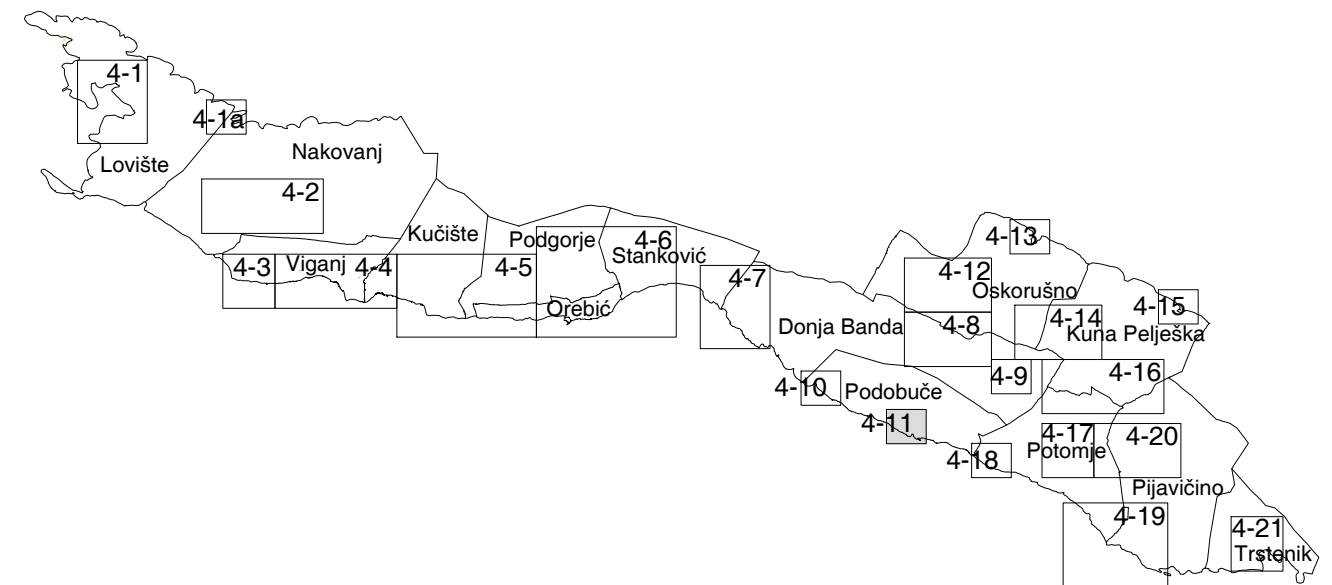 4-1
4-1a
Nakovanj
Lovište
4-2
Kučište
Podgorje
4-6
Stanković
4-13
4-3
Viganj
4-4
4-5
4-7
4-12
Oskorušno
4-15
Orebić
Donja Banda
4-8
4-14
Kuna Pelješka
4-9
4-16
4-10
Podobuče
4-11
4-17
4-20
Potomje
4-18
Pijavičino
4-19
4-21
Trstenik